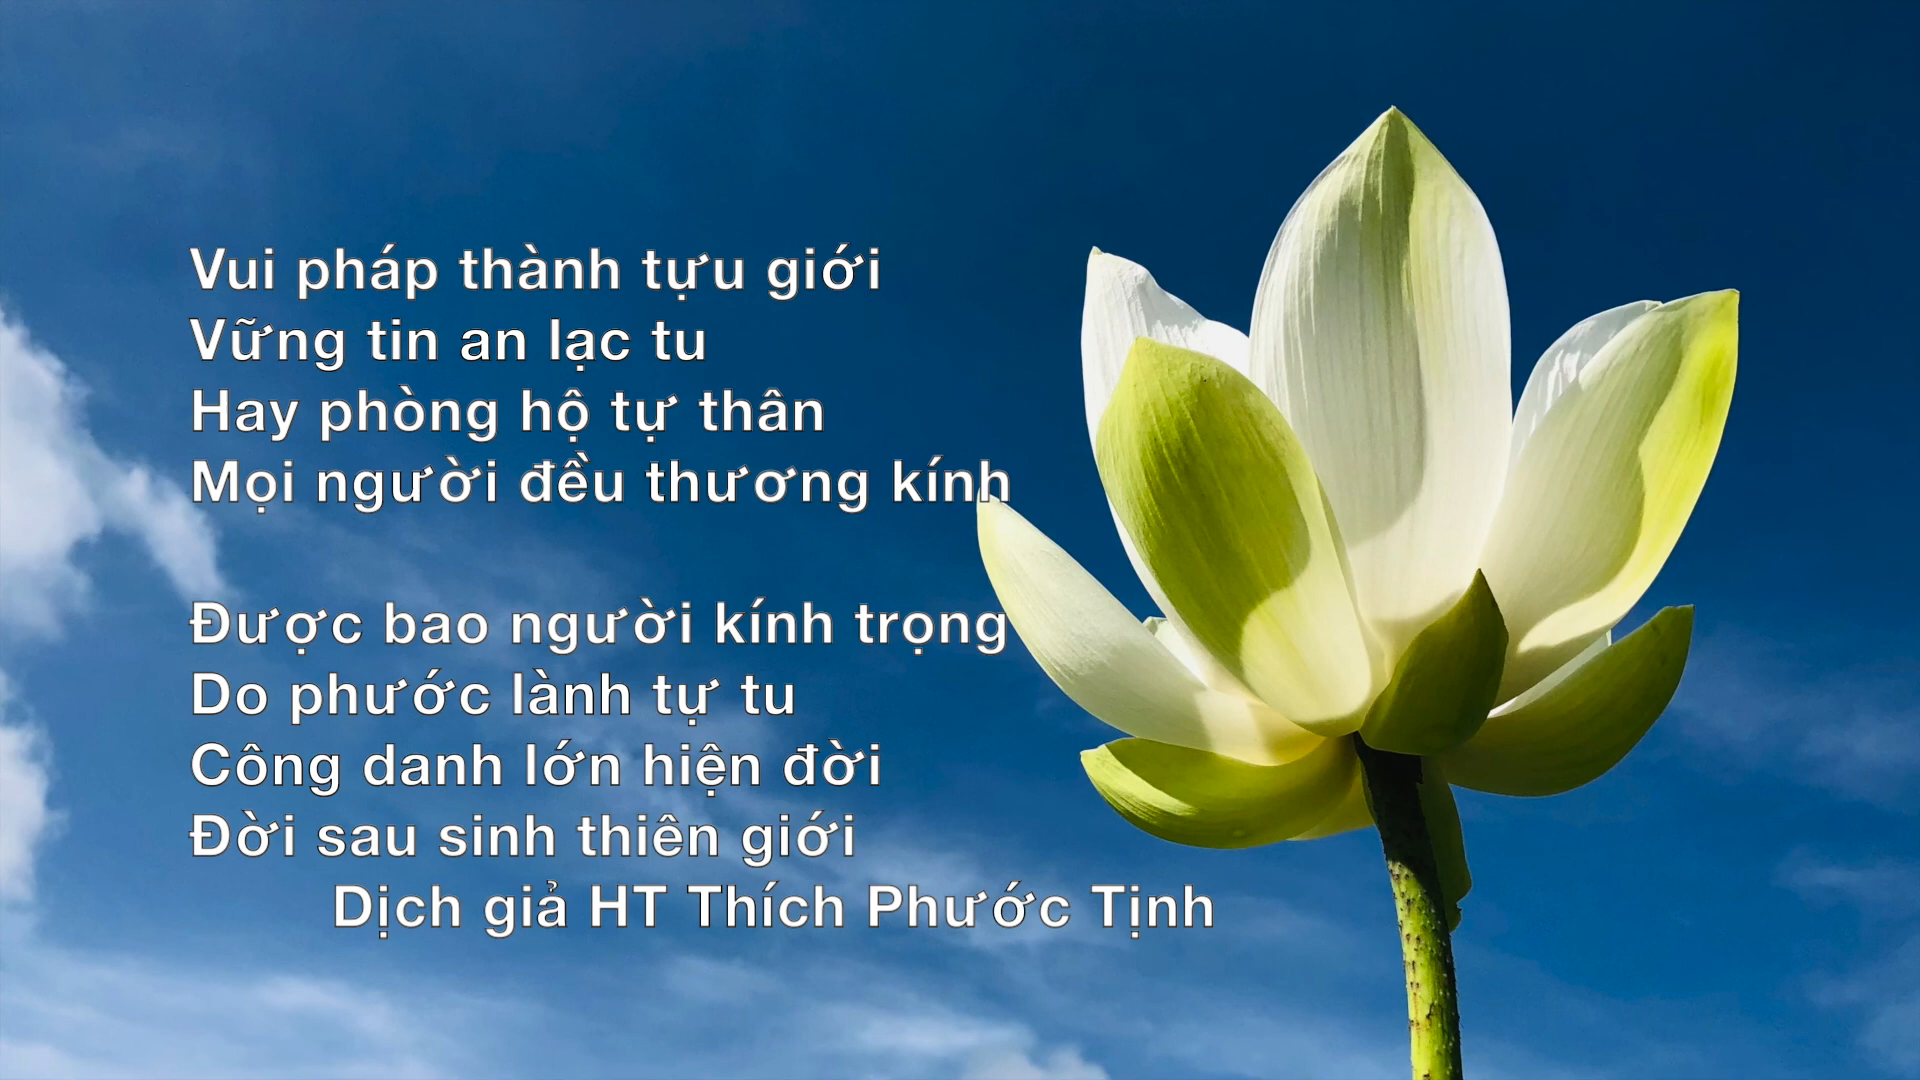 Vui pháp thành tựu giới
Vững tin an lạc tu
Hay phòng hộ tự thân
Mọi người đều thương kính
Được bao người kính trọng
Do phước lành tự tu
Công danh lớn hiện đời
Đời sau sinh thiên giới
Dịch giả HT Thích Phước Tịnh